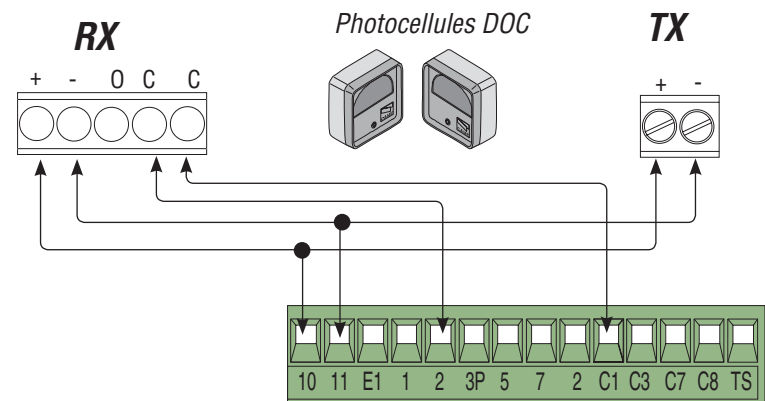 RX
Photocellules DOC
TX
+ - O C C
+ -
10 11 E1 1 2 3P 5 7 2 C1 C3 C7 C8 TS